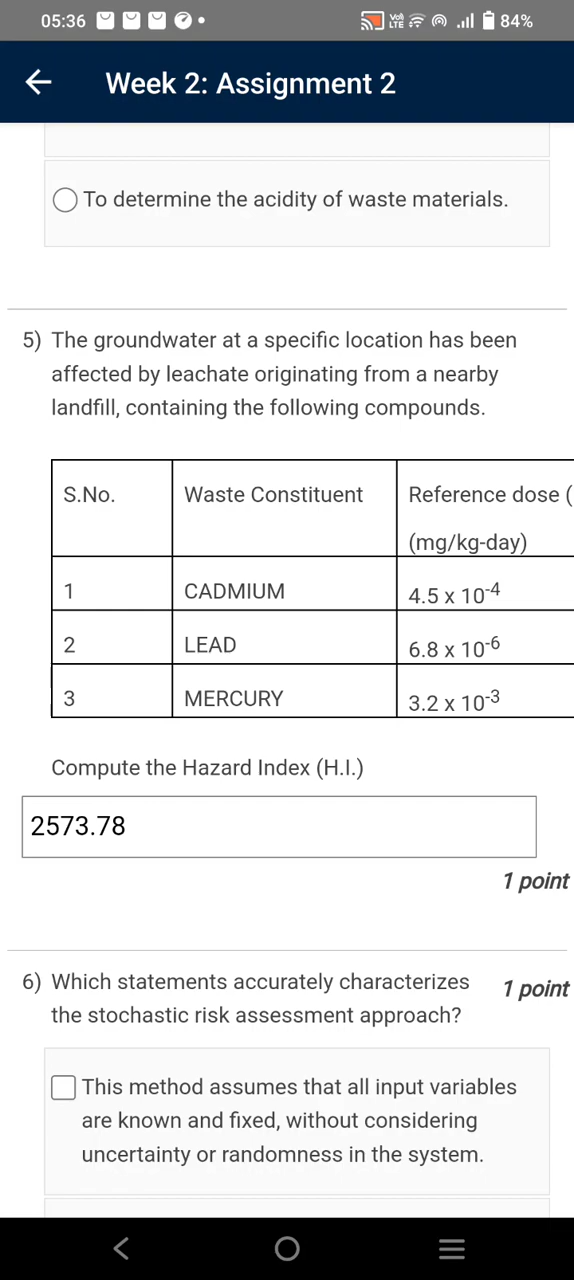 05:36
Vo) LTE
84%
Week 2: Assignment 2
To determine the acidity of waste materials.
5) The groundwater at a specific location has been
affected by leachate originating from a nearby
landfill, containing the following compounds.
S.No. Waste Constituent Reference dose (
(mg/kg-day)
1 CADMIUM 4.5 x 10-4
2 LEAD 6.8 x 10-6
3 MERCURY 3.2 x 10-3
Compute the Hazard Index (H.I.)
2573.78
1 point
6) Which statements accurately characterizes 1 point
the stochastic risk assessment approach?
This method assumes that all input variables
are known and fixed, without considering
uncertainty or randomness in the system.